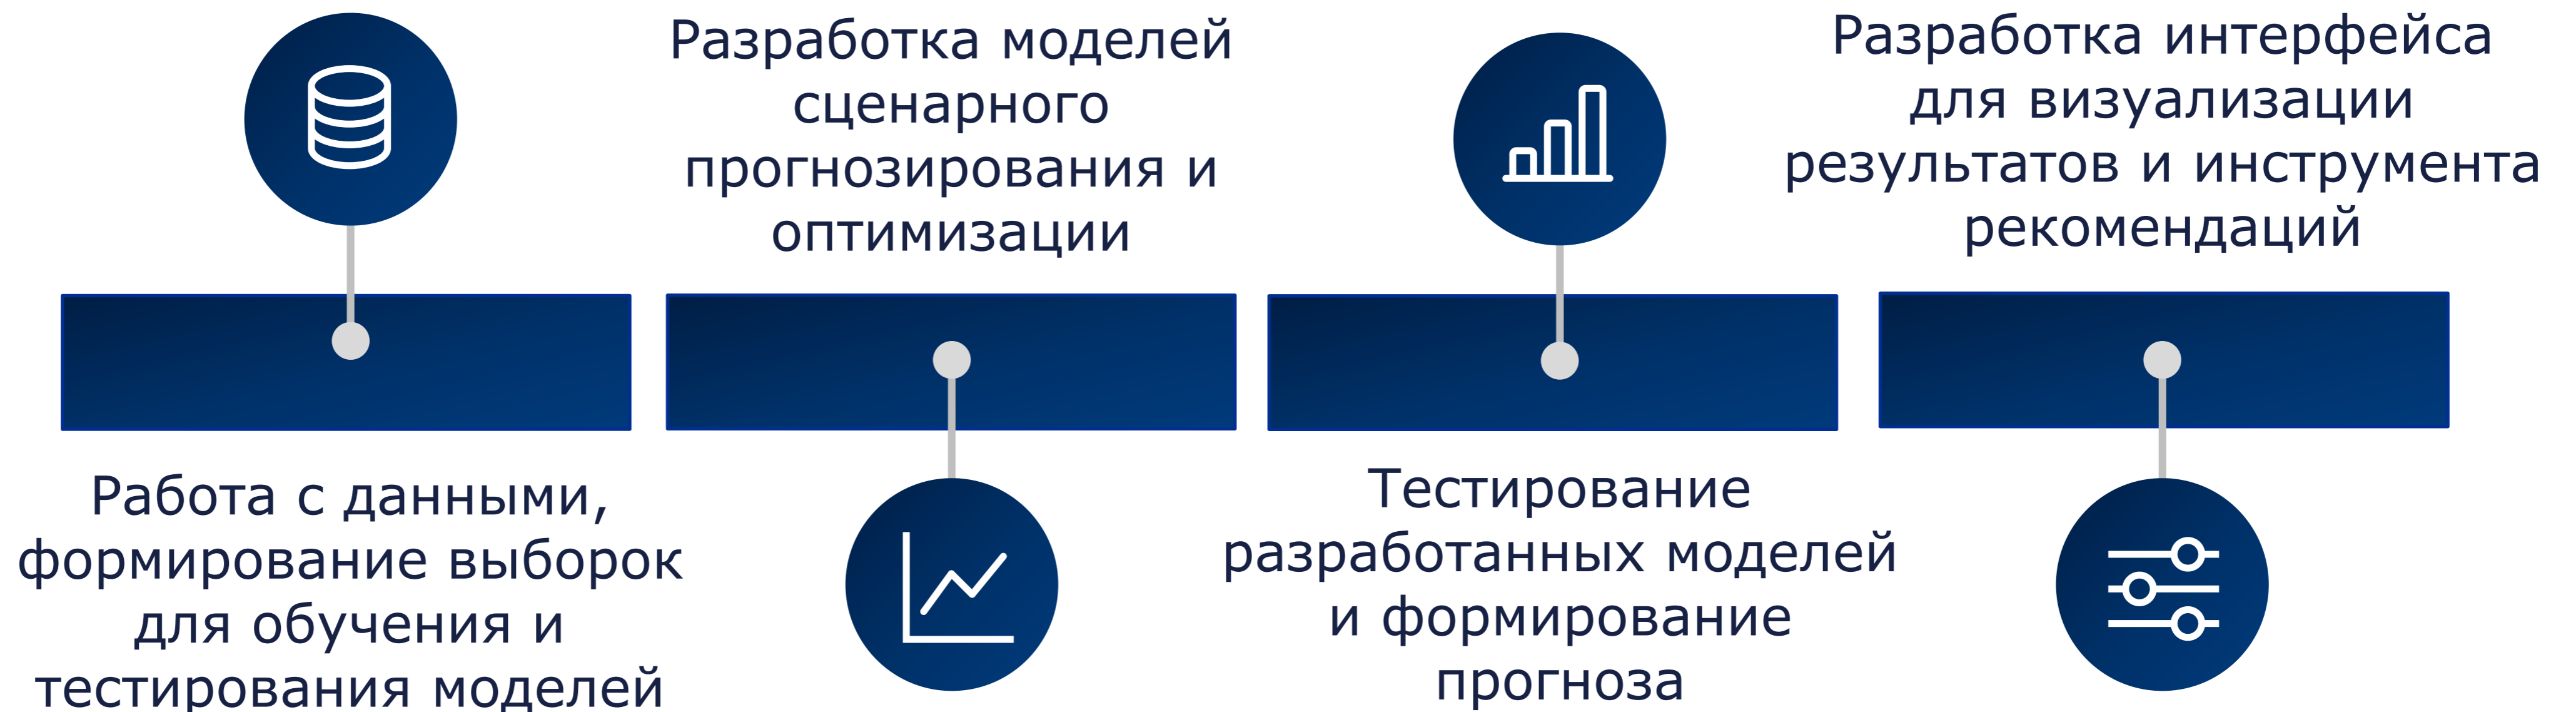 Работа с данными,
формирование выборок
для обучения и
тестирования моделей
Разработка моделей
сценарного
прогнозирования и
оптимизации
Тестирование
разработанных моделей
и формирование
прогноза
Разработка интерфейса
для визуализации
результатов и инструмента
рекомендаций